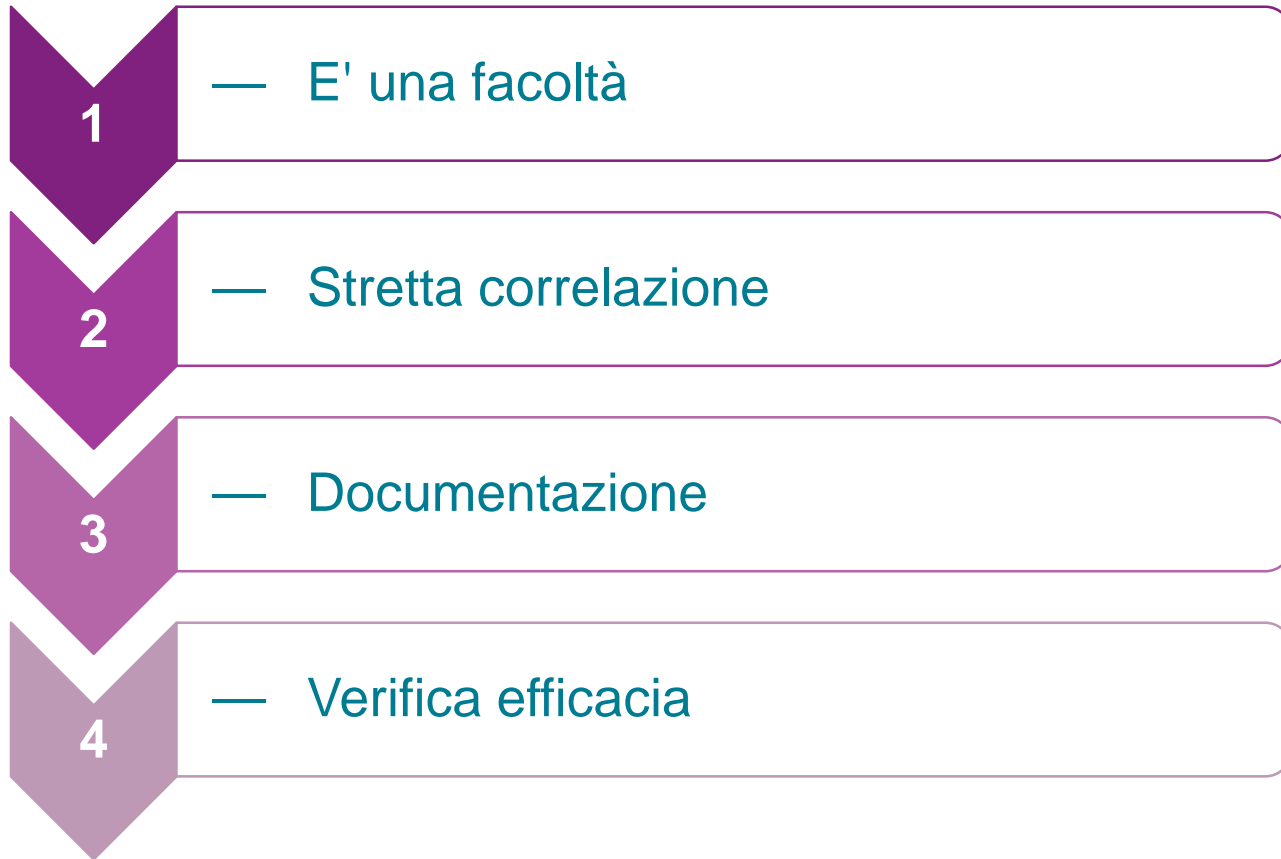 1
— E' una facoltà
2
— Stretta correlazione
3
— Documentazione
4
— Verifica efficacia